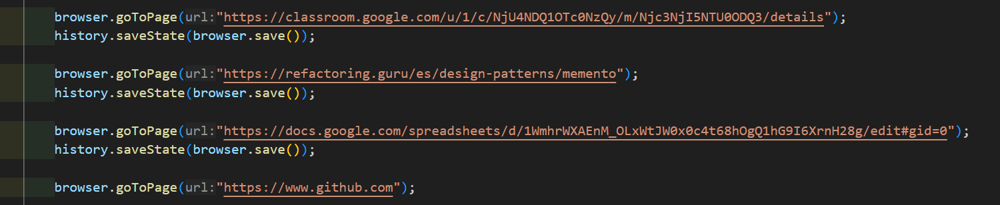 browser.goToPage(url:"https://classroom.google.com/u/1/c/NjU4NDQ1OTc0NzQy/m/Njc3NjI5NTU0ODQ3/details");
history.saveState(browser.save());
browser.goToPage(url:"https://refactoring.guru/es/design-patterns/memento");
history.saveState(browser.save());
browser.goToPage(url:"https://docs.google.com/spreadsheets/d/1WmhrWXAEnM_OLxWtJW0x0c4t68hOgQ1hG9I6XrnH28g/edit#gid=0");
history.saveState(browser.save());
browser.goToPage(url:"https://www.github.com");